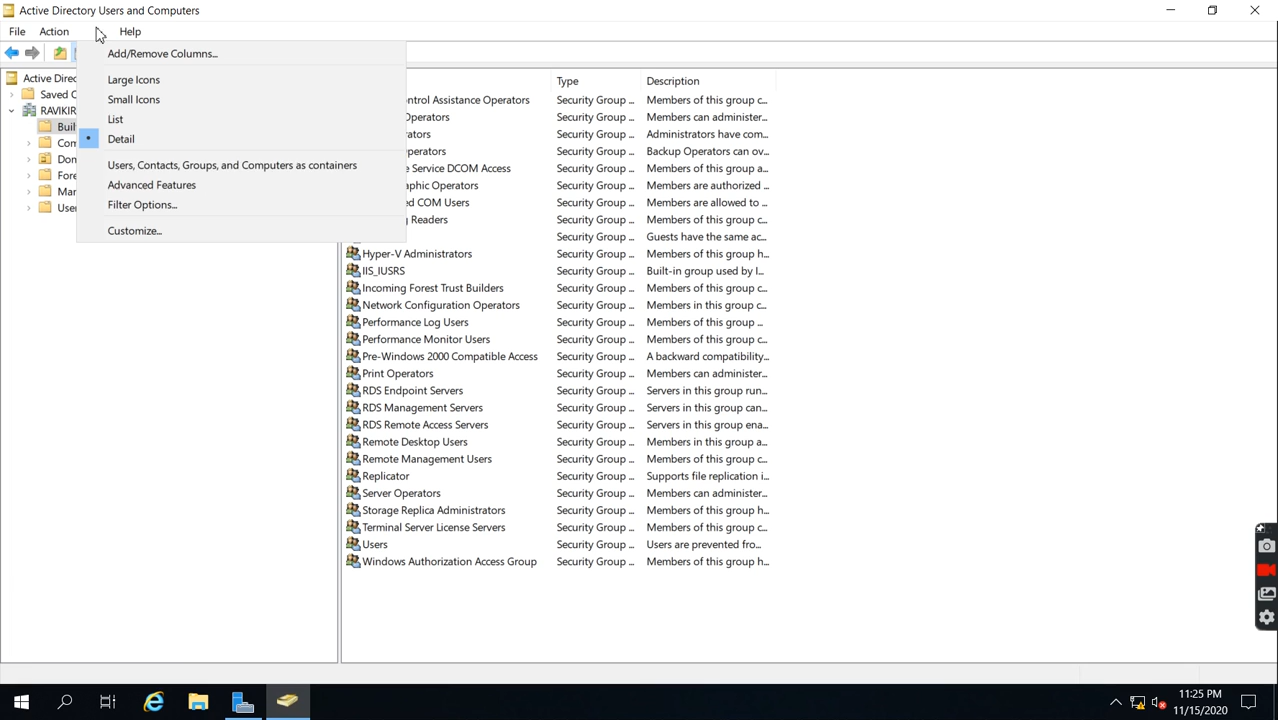 Active Directory Users and Computers
File Action Help
Add/Remove Columns...
Large Icons
Small Icons
List
Detail
Users, Contacts, Groups, and Computers as containers
Advanced Features
Filter Options...
Customize...
Active Direc
Saved C
RAVIKIR
Buil
Com
Don
Fore
Mar
User
Type Description
ontrol Assistance Operators Security Group ... Members of this group c...
Operators Security Group ... Members can administer...
rators Security Group ... Administrators have com...
perators Security Group ... Backup Operators can ov...
e Service DCOM Access Security Group ... Members of this group a...
raphic Operators Security Group ... Members are authorized ...
ed COM Users Security Group ... Members are allowed to ...
g Readers Security Group ... Members of this group c...
Security Group ... Guests have the same ac...
Hyper-V Administrators Security Group ... Members of this group h...
IIS_IUSRS Security Group ... Built-in group used by I...
Incoming Forest Trust Builders Security Group ... Members of this group c...
Network Configuration Operators Security Group ... Members in this group c...
Performance Log Users Security Group ... Members of this group ...
Performance Monitor Users Security Group ... Members of this group c...
Pre-Windows 2000 Compatible Access Security Group ... A backward compatibility...
Print Operators Security Group ... Members can administer...
RDS Endpoint Servers Security Group ... Servers in this group run...
RDS Management Servers Security Group ... Servers in this group can...
RDS Remote Access Servers Security Group ... Servers in this group ena...
Remote Desktop Users Security Group ... Members in this group a...
Remote Management Users Security Group ... Members of this group c...
Replicator Security Group ... Supports file replication i...
Server Operators Security Group ... Members can administer...
Storage Replica Administrators Security Group ... Members of this group h...
Terminal Server License Servers Security Group ... Members of this group c...
Users Security Group ... Users are prevented fro...
Windows Authorization Access Group Security Group ... Members of this group h...
11:25 PM
11/15/2020